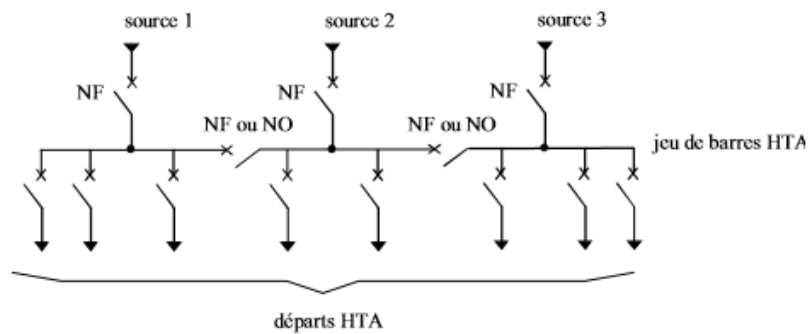 source 1
source 2
source 3
NF
NF
NF
NF ou NO
NF ou NO
jeu de barres HTA
départs HTA